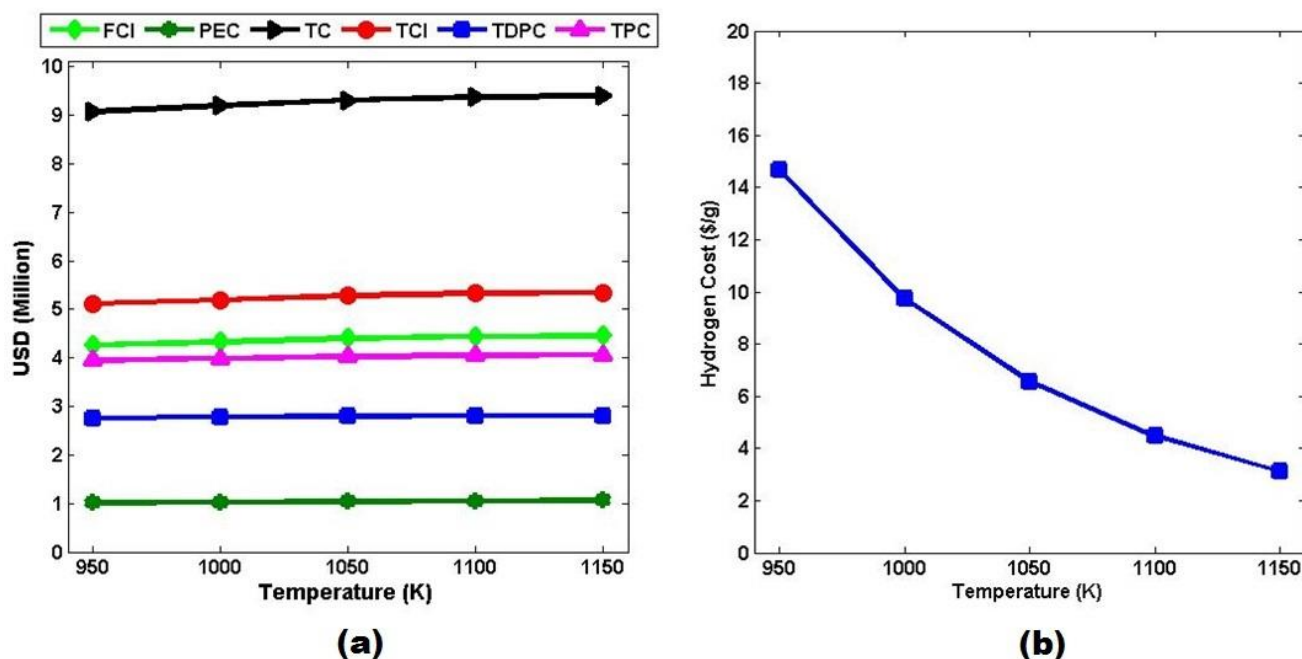 FCI PEC TC TCI TDPC TPC
10
9
8
7
6
5
4
3
2
1
0
USD (Million)
950 1000 1050 1100 1150
Temperature (K)
(a)
20
18
16
14
12
10
8
6
4
2
0
Hydrogen Cost ($/g)
950 1000 1050 1100 1150
Temperature (K)
(b)